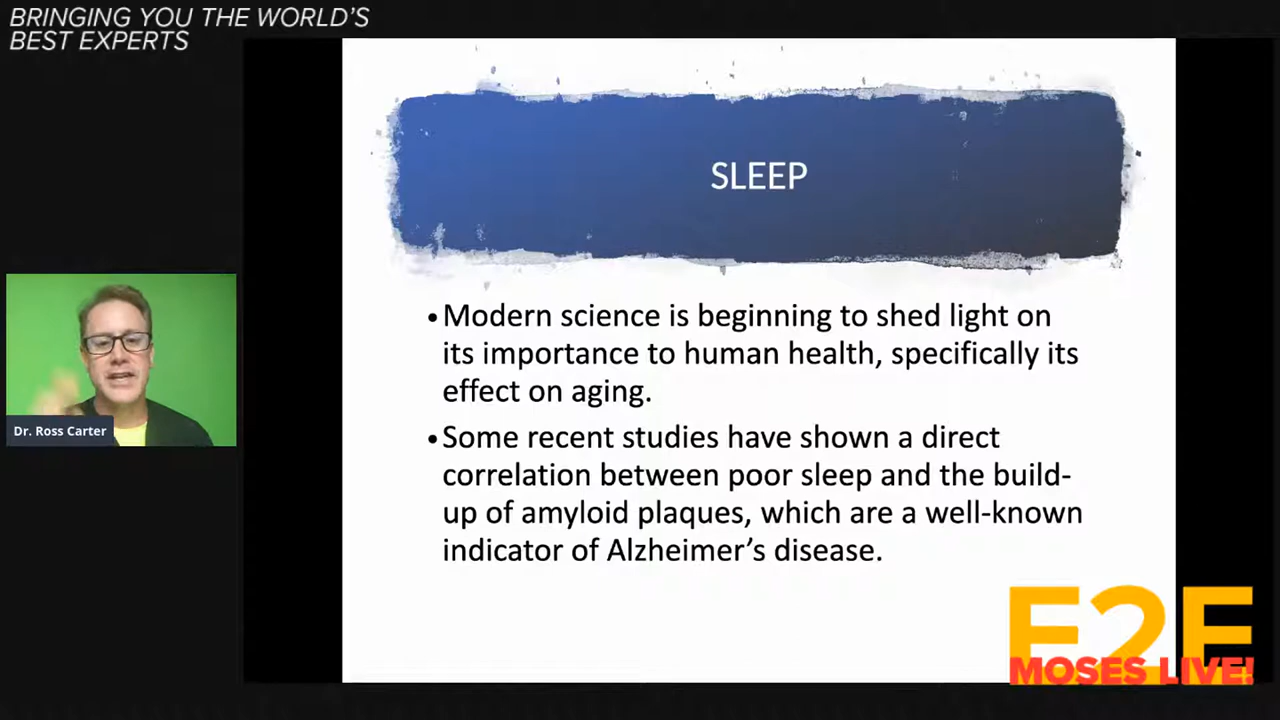 BRINGING YOU THE WORLD'S
BEST EXPERTS
SLEEP
•Modern science is beginning to shed light on
its importance to human health, specifically its
effect on aging.
•Some recent studies have shown a direct
correlation between poor sleep and the build-
up of amyloid plaques, which are a well-known
indicator of Alzheimer's disease.
Dr. Ross Carter
E2E
MOSES LIVE!